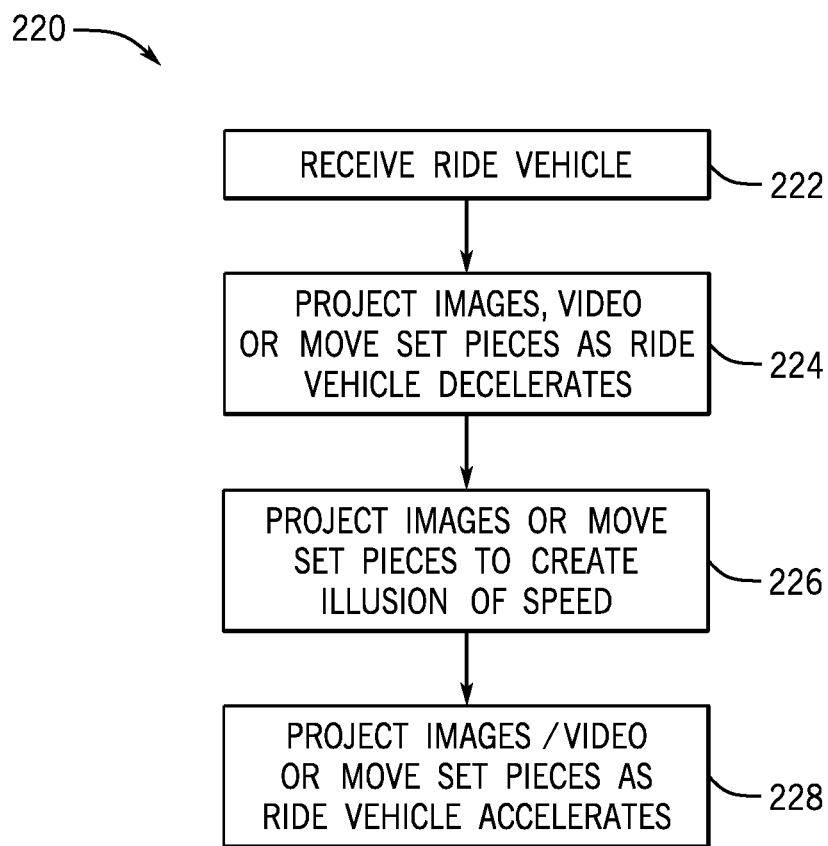 220
RECEIVE RIDE VEHICLE
222
PROJECT IMAGES, VIDEO
OR MOVE SET PIECES AS RIDE
VEHICLE DECELERATES
224
PROJECT IMAGES OR MOVE
SET PIECES TO CREATE
ILLUSION OF SPEED
226
PROJECT IMAGES / VIDEO
OR MOVE SET PIECES AS
RIDE VEHICLE ACCELERATES
228